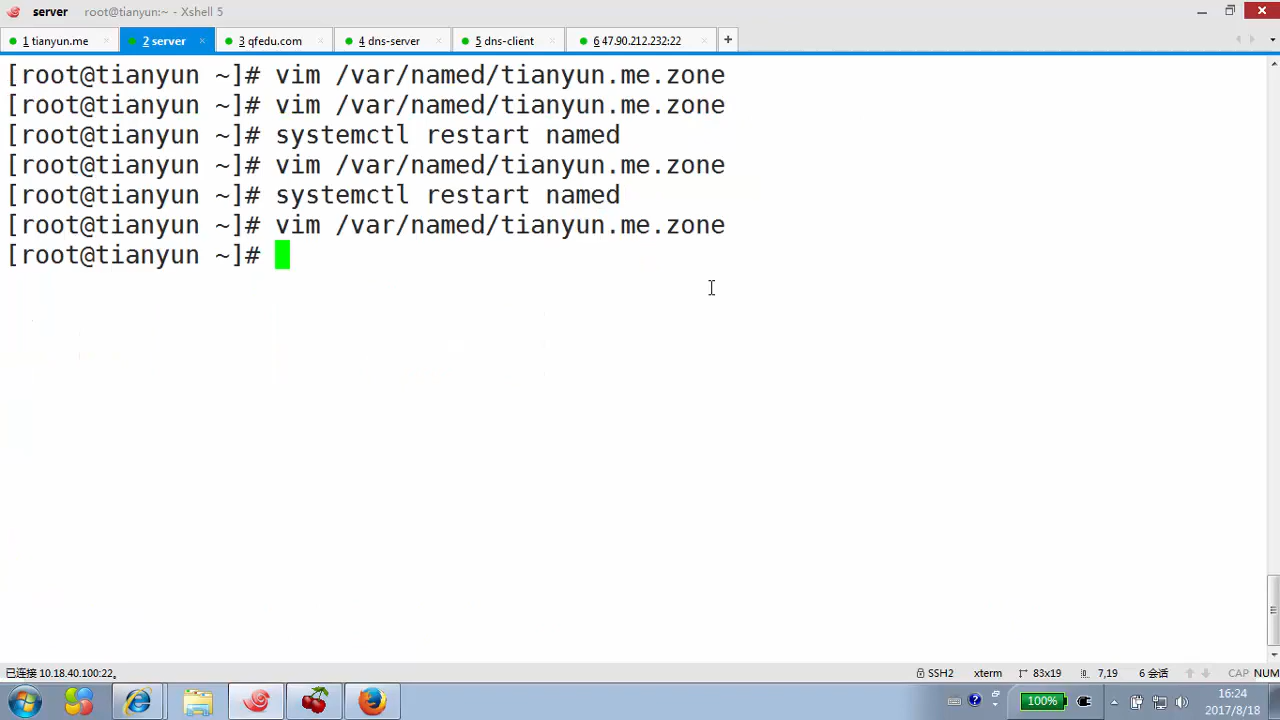 server root@tianyun:~ - Xshell 5
1 tianyun.me × 2 server × 3 qfedu.com × 4 dns-server × 5 dns-client × 6 47.90.212.232:22 × +
[root@tianyun ~]# vim /var/named/tianyun.me.zone
[root@tianyun ~]# vim /var/named/tianyun.me.zone
[root@tianyun ~]# systemctl restart named
[root@tianyun ~]# vim /var/named/tianyun.me.zone
[root@tianyun ~]# systemctl restart named
[root@tianyun ~]# vim /var/named/tianyun.me.zone
[root@tianyun ~]#
已连接 10.18.40.100:22。 SSH2 xterm 83x19 7,19 6 会话 CAP NUM
100% 16:24
2017/8/18